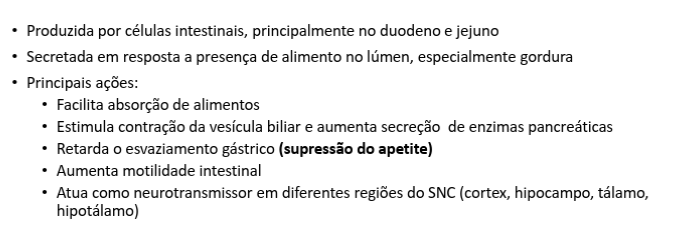 • Produzida por células intestinais, principalmente no duodeno e jejuno
• Secretada em resposta a presença de alimento no lúmen, especialmente gordura
• Principais ações:
• Facilita absorção de alimentos
• Estimula contração da vesícula biliar e aumenta secreção  de enzimas pancreáticas
• Retarda o esvaziamento gástrico (supressão do apetite)
• Aumenta motilidade intestinal
• Atua como neurotransmissor em diferentes regiões do SNC (cortex, hipocampo, tálamo,
hipotálamo)